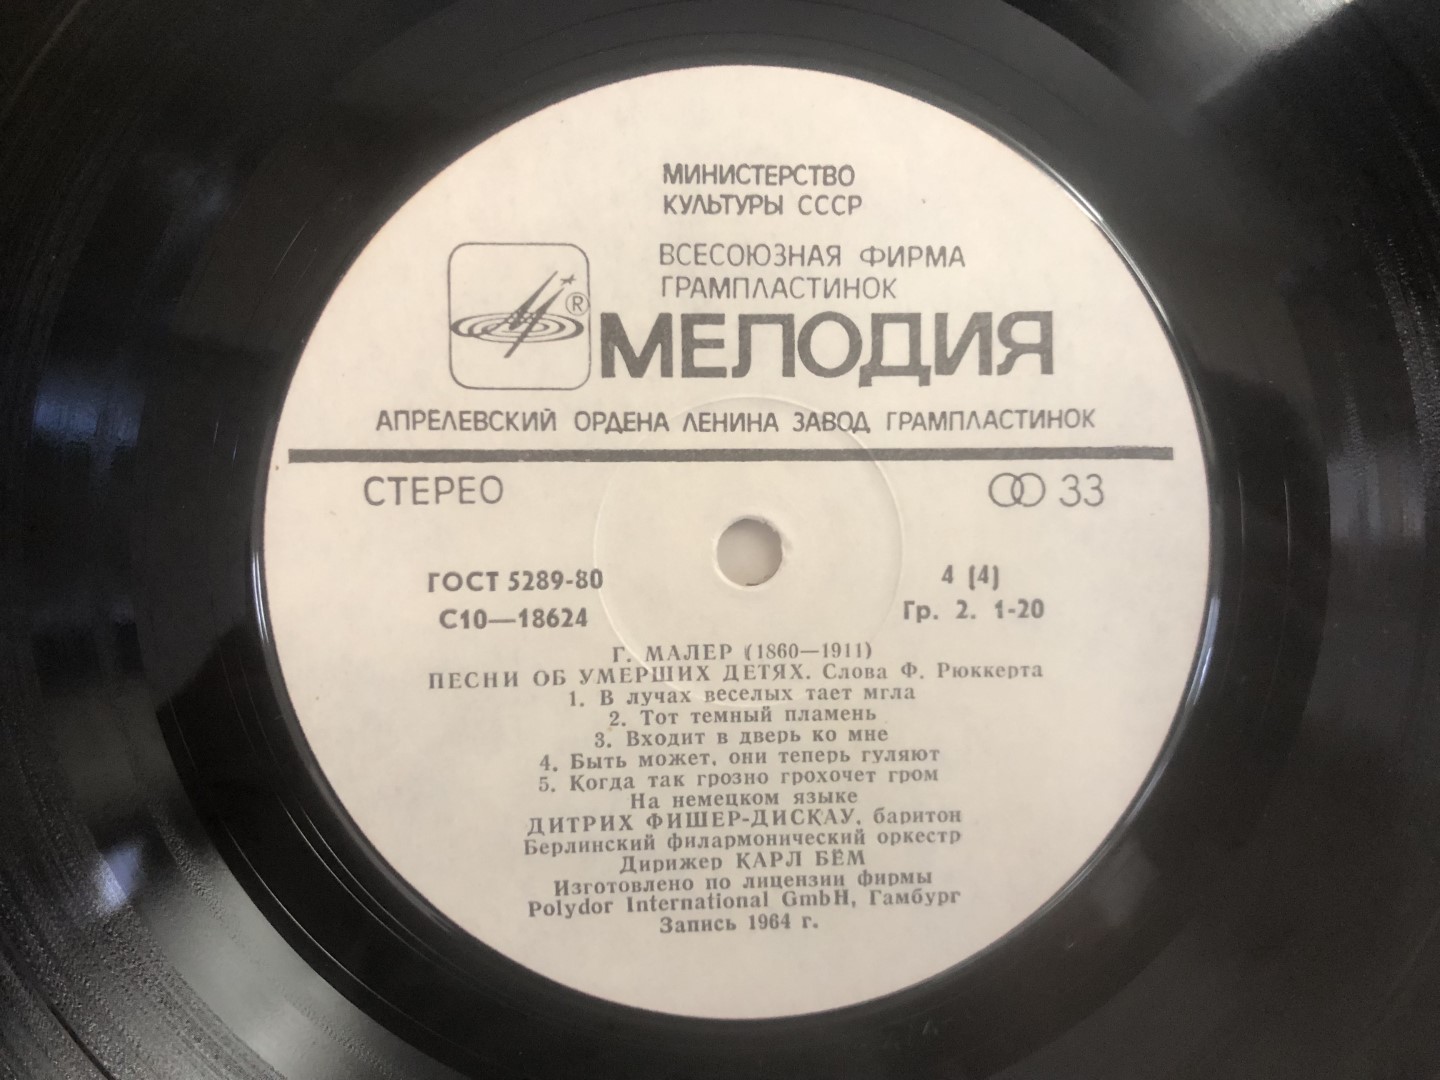 МИНИСТЕРСТВО
КУЛЬТУРЫ СССР
ВСЕСОЮЗНАЯ ФИРМА
ГРАМПЛАСТИНОК
®
МЕЛОДИЯ
АПРЕЛЕВСКИЙ ОРДЕНА ЛЕНИНА ЗАВОД ГРАМПЛАСТИНОК
СТЕРЕО 33
ГОСТ 5289-80 4 (4)
С10—18624 Гр. 2. 1-20
Г. МАЛЕР (1860—1911)
ПЕСНИ ОБ УМЕРШИХ ДЕТЯХ. Слова Ф. Рюккерта
1. В лучах веселых тает мгла
2. Тот темный пламень
3. Входит в дверь ко мне
4. Быть может, они теперь гуляют
5. Когда так грозно грохочет гром
На немецком языке
ДИТРИХ ФИШЕР-ДИСКАУ, баритон
Берлинский филармонический оркестр
Дирижер КАРЛ БЁМ
Изготовлено по лицензии фирмы
Polydor International GmbH, Гамбург
Запись 1964 г.